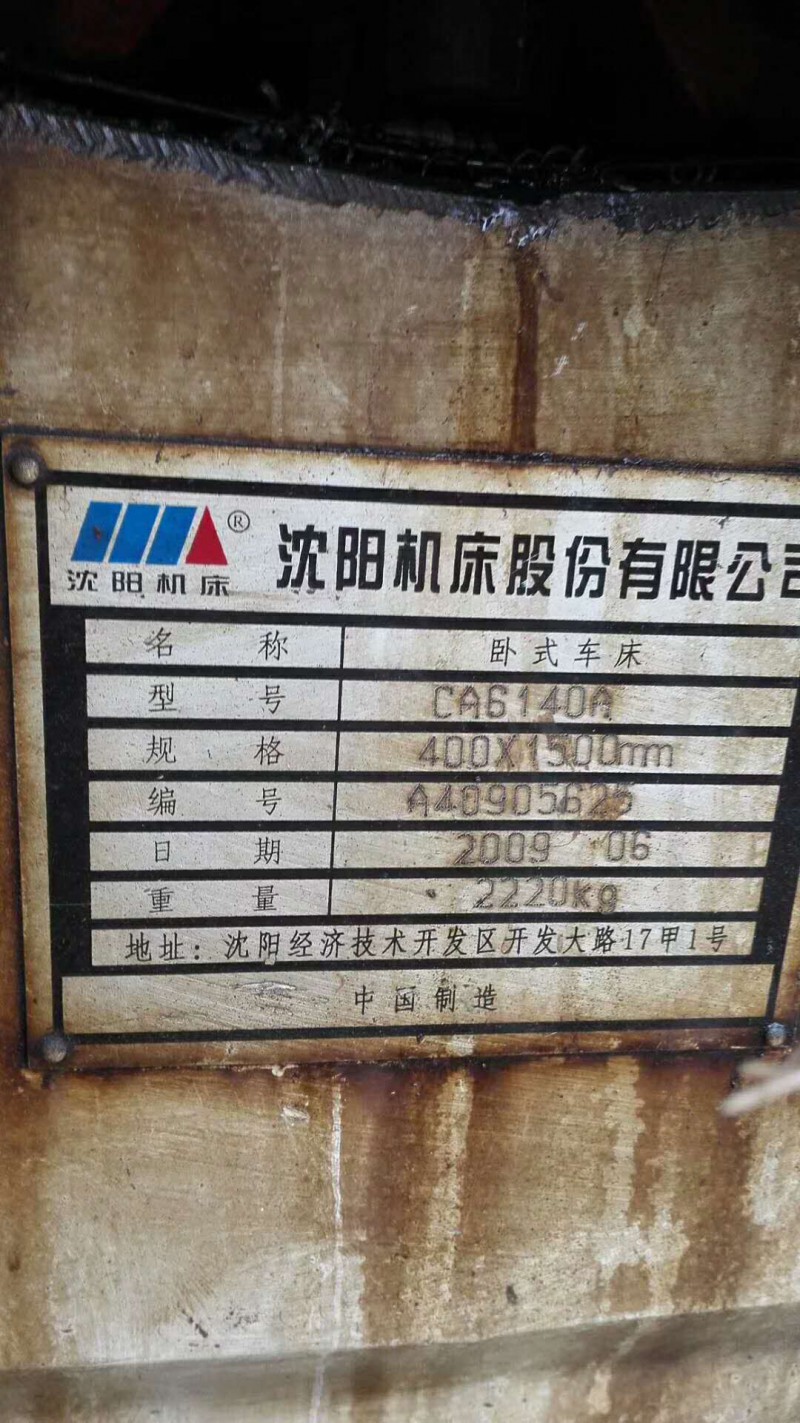 沈阳机床®
沈阳机床股份有限公司
名 称 卧式车床
型 号 CA6140A
规 格 400X1500mm
编 号 A40905625
日 期 2009 06
重 量 2220kg
地址：沈阳经济技术开发区开发大路17甲1号
中国制造